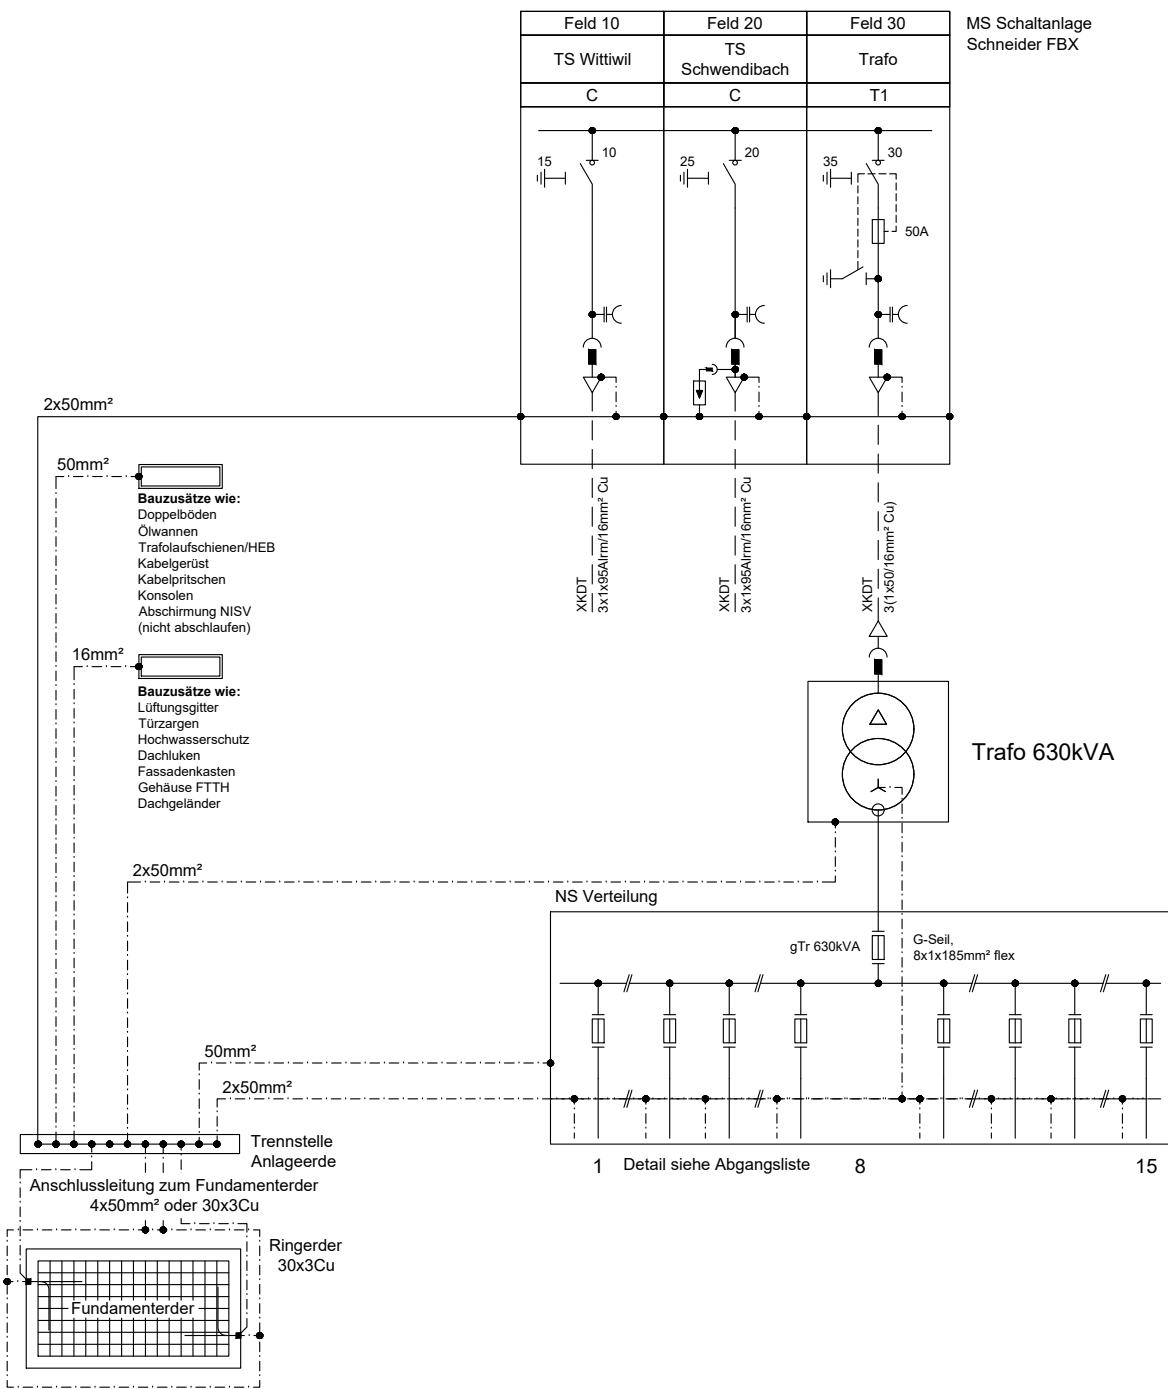 Feld 10
Feld 20
Feld 30
MS Schaltanlage
Schneider FBX
TS Wittiwil
TS
Schwendibach
Trafo
C
C
T1
15
10
25
20
35
30
50A
2x50mm²
50mm²
Bauzusätze wie:
Doppelböden
Ölwannen
Trafolaufschienen/HEB
Kabelgerüst
Kabelpritschen
Konsolen
Abschirmung NISV
(nicht abschlaufen)
XKDT
3x1x95Alrm/16mm² Cu
XKDT
3x1x95Alrm/16mm² Cu
XKDT
3(1x50/16mm² Cu)
16mm²
Bauzusätze wie:
Lüftungsgitter
Türzargen
Hochwasserschutz
Dachluken
Fassadenkasten
Gehäuse FTTH
Dachgeländer
Trafo 630kVA
2x50mm²
NS Verteilung
gTr 630kVA
G-Seil,
8x1x185mm² flex
50mm²
2x50mm²
Trennstelle
Anlageerde
1
Detail siehe Abgangsliste
8
15
Anschlussleitung zum Fundamenterder
4x50mm² oder 30x3Cu
Ringerder
30x3Cu
Fundamenterder